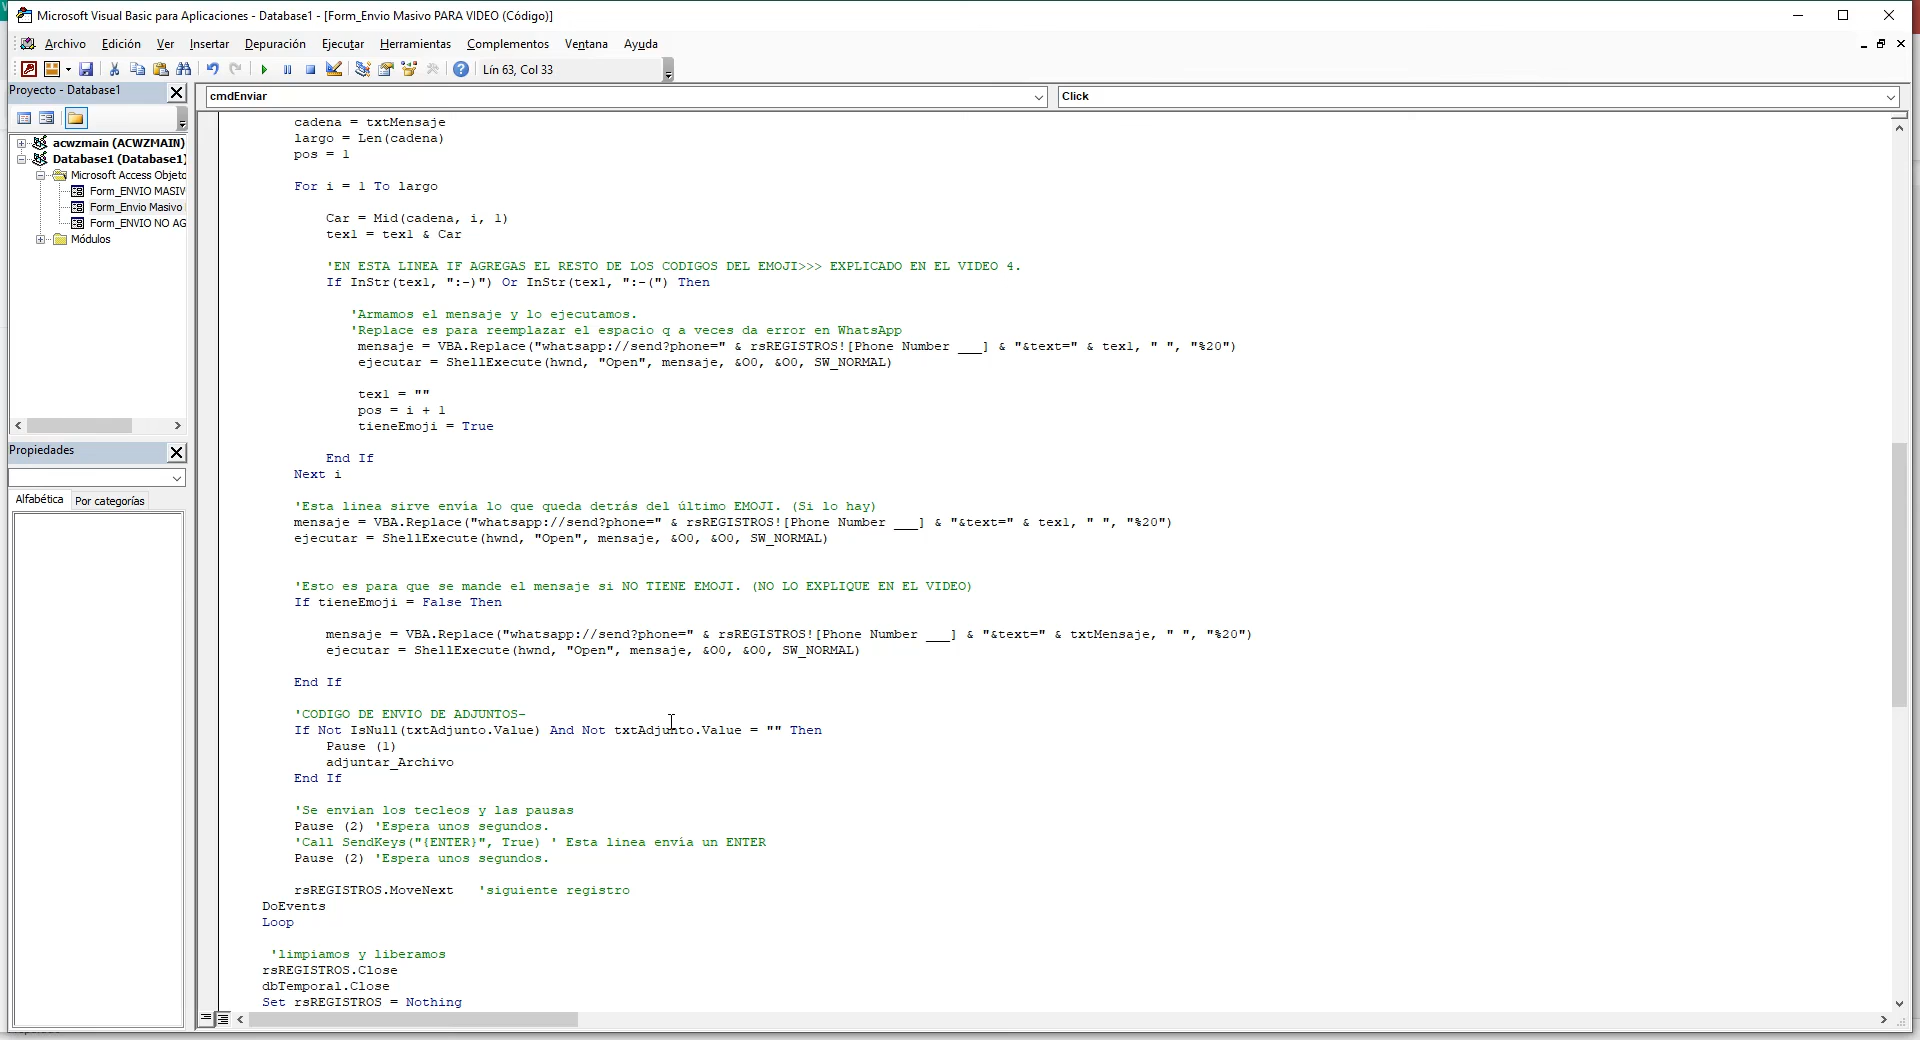 Microsoft Visual Basic para Aplicaciones - Database1 - [Form_Envio Masivo PARA VIDEO (Código)]
Archivo Edición Ver Insertar Depuración Ejecutar Herramientas Complementos Ventana Ayuda
Lín 63, Col 33
Proyecto - Database1
cmdEnviar
Click
acwzmain (ACWZMAIN)
Database1 (Database1)
Microsoft Access Objeto
Form_ENVIO MASIV
Form_Envio Masivo
Form_ENVIO NO AG
Módulos
Propiedades
Alfabética Por categorías
cadena = txtMensaje
largo = Len(cadena)
pos = 1
For i = 1 To largo
Car = Mid(cadena, i, 1)
tex1 = tex1 & Car
'EN ESTA LINEA IF AGREGAS EL RESTO DE LOS CODIGOS DEL EMOJI>>> EXPLICADO EN EL VIDEO 4.
If InStr(tex1, ":-)") Or InStr(tex1, ":-(") Then
'Armamos el mensaje y lo ejecutamos.
'Replace es para reemplazar el espacio q a veces da error en WhatsApp
mensaje = VBA.Replace("whatsapp://send?phone=" & rsREGISTROS![Phone Number ___] & "&text=" & tex1, " ", "%20")
ejecutar = ShellExecute(hwnd, "Open", mensaje, &O0, &O0, SW_NORMAL)
tex1 = ""
pos = i + 1
tieneEmoji = True
End If
Next i
'Esta linea sirve envía lo que queda detrás del último EMOJI. (Si lo hay)
mensaje = VBA.Replace("whatsapp://send?phone=" & rsREGISTROS![Phone Number ___] & "&text=" & tex1, " ", "%20")
ejecutar = ShellExecute(hwnd, "Open", mensaje, &O0, &O0, SW_NORMAL)
'Esto es para que se mande el mensaje si NO TIENE EMOJI. (NO LO EXPLIQUE EN EL VIDEO)
If tieneEmoji = False Then
mensaje = VBA.Replace("whatsapp://send?phone=" & rsREGISTROS![Phone Number ___] & "&text=" & txtMensaje, " ", "%20")
ejecutar = ShellExecute(hwnd, "Open", mensaje, &O0, &O0, SW_NORMAL)
End If
'CODIGO DE ENVIO DE ADJUNTOS-
If Not IsNull(txtAdjunto.Value) And Not txtAdjunto.Value = "" Then
Pause (1)
adjuntar_Archivo
End If
'Se envian los tecleos y las pausas
Pause (2) 'Espera unos segundos.
'Call SendKeys("{ENTER}", True) ' Esta linea envía un ENTER
Pause (2) 'Espera unos segundos.
rsREGISTROS.MoveNext 'siguiente registro
DoEvents
Loop
'limpiamos y liberamos
rsREGISTROS.Close
dbTemporal.Close
Set rsREGISTROS = Nothing